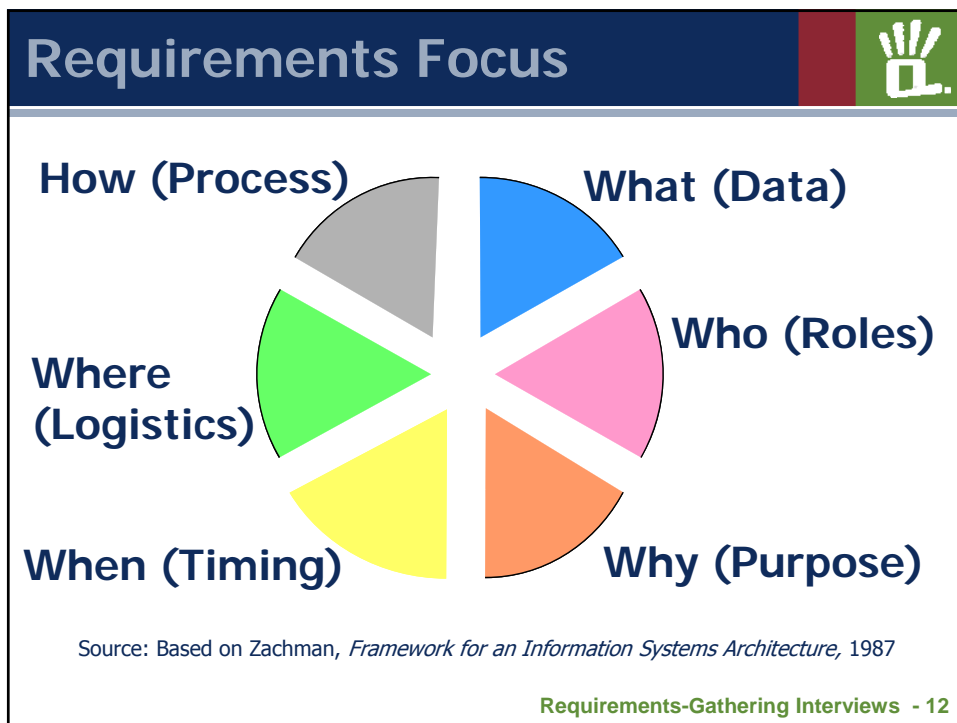 Requirements Focus
How (Process)
What (Data)
Who (Roles)
Where
(Logistics)
When (Timing)
Why (Purpose)
Source: Based on Zachman, Framework for an Information Systems Architecture, 1987
Requirements-Gathering Interviews - 12